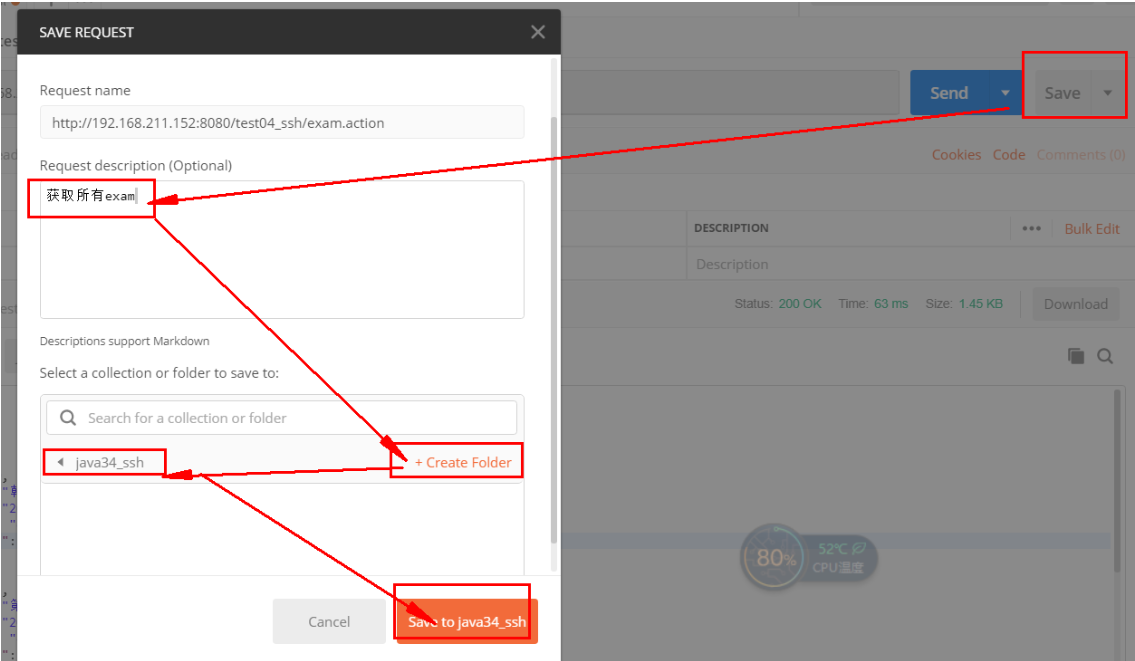 SAVE REQUEST
Request name
http://192.168.211.152:8080/test04_ssh/exam.action
Request description (Optional)
获取所有exam
Descriptions support Markdown
Select a collection or folder to save to:
Search for a collection or folder
java34_ssh
+ Create Folder
Cancel
Save to java34_ssh
Send
Save
Cookies Code Comments (0)
DESCRIPTION
••• Bulk Edit
Description
Status: 200 OK Time: 63 ms Size: 1.45 KB
Download
80%
52℃
CPU温度